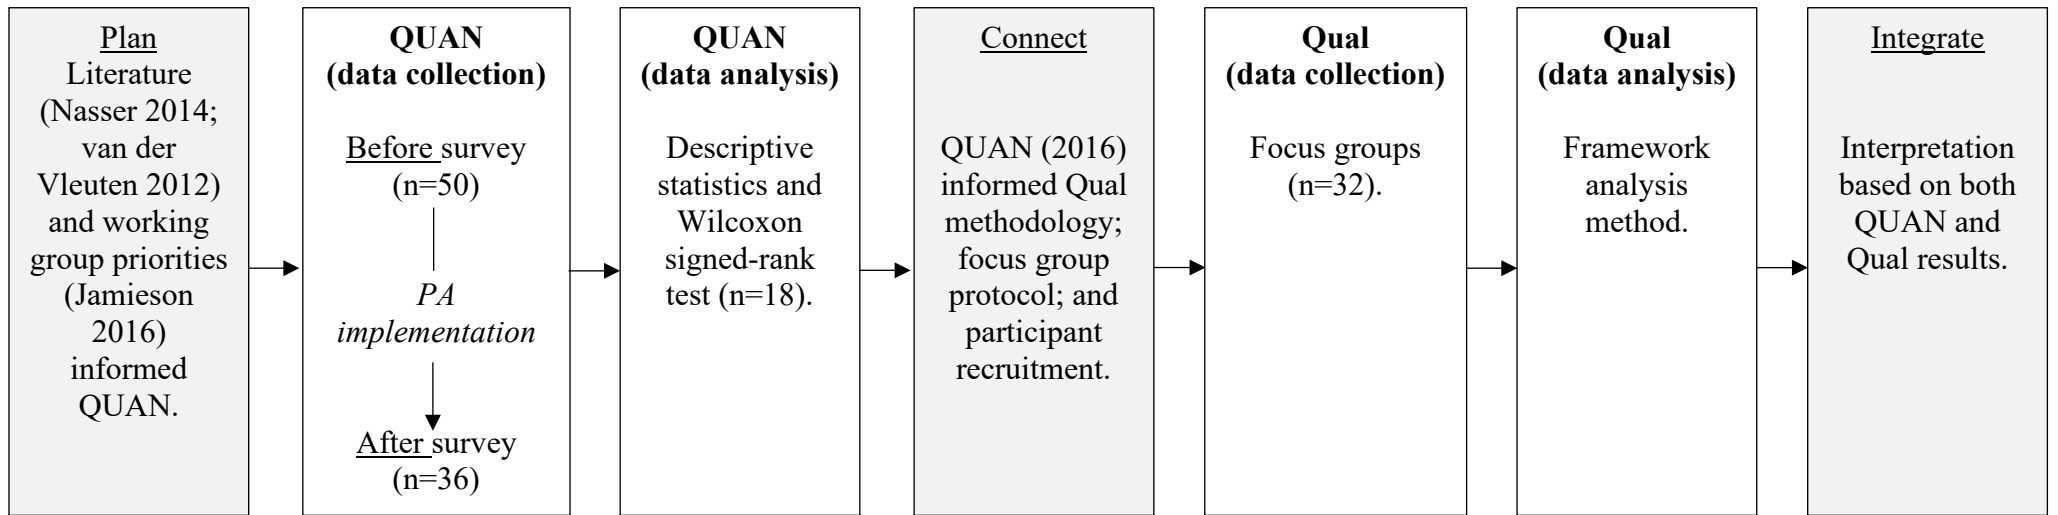 Plan
Literature
(Nasser 2014;
van der
Vleuten 2012)
and working
group priorities
(Jamieson
2016)
informed
QUAN.
QUAN
(data collection)
Before survey
(n=50)
PA
implementation
After survey
(n=36)
QUAN
(data analysis)
Descriptive
statistics and
Wilcoxon
signed-rank
test (n=18).
Connect
QUAN (2016)
informed Qual
methodology;
focus group
protocol; and
participant
recruitment.
Qual
(data collection)
Focus groups
(n=32).
Qual
(data analysis)
Framework
analysis
method.
Integrate
Interpretation
based on both
QUAN and
Qual results.